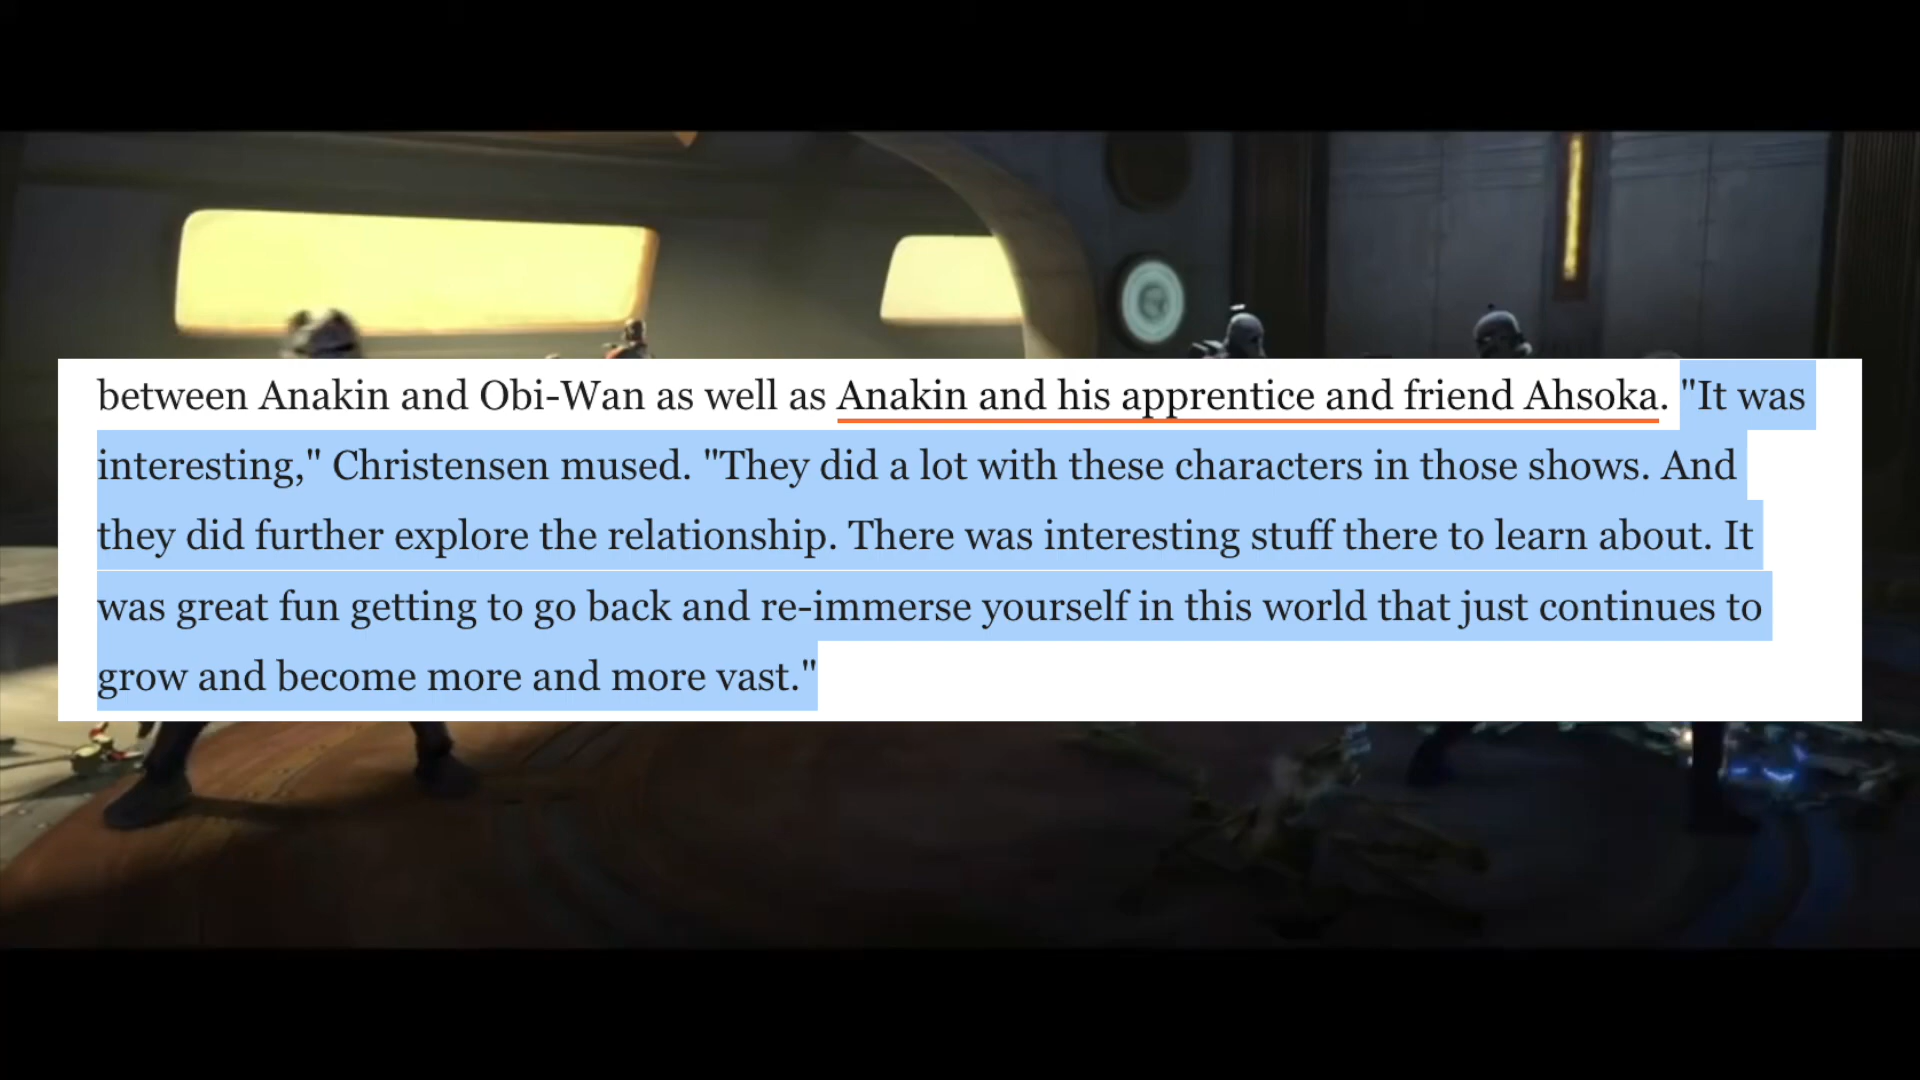 between Anakin and Obi-Wan as well as Anakin and his apprentice and friend Ahsoka. "It was
interesting," Christensen mused. "They did a lot with these characters in those shows. And
they did further explore the relationship. There was interesting stuff there to learn about. It
was great fun getting to go back and re-immerse yourself in this world that just continues to
grow and become more and more vast."